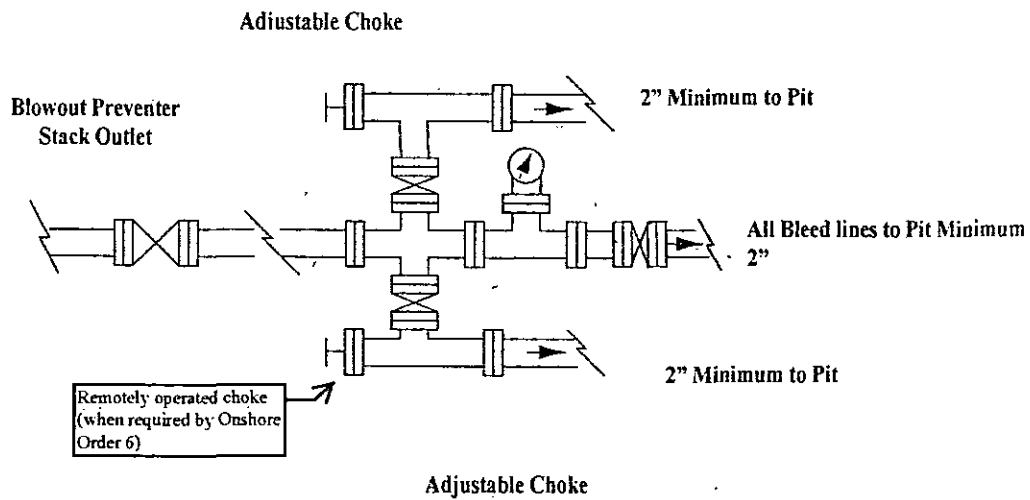 Adiustable Choke
Blowout Preventer
Stack Outlet
2" Minimum to Pit
All Bleed lines to Pit Minimum
2"
2" Minimum to Pit
Remotely operated choke
(when required by Onshore
Order 6)
Adjustable Choke